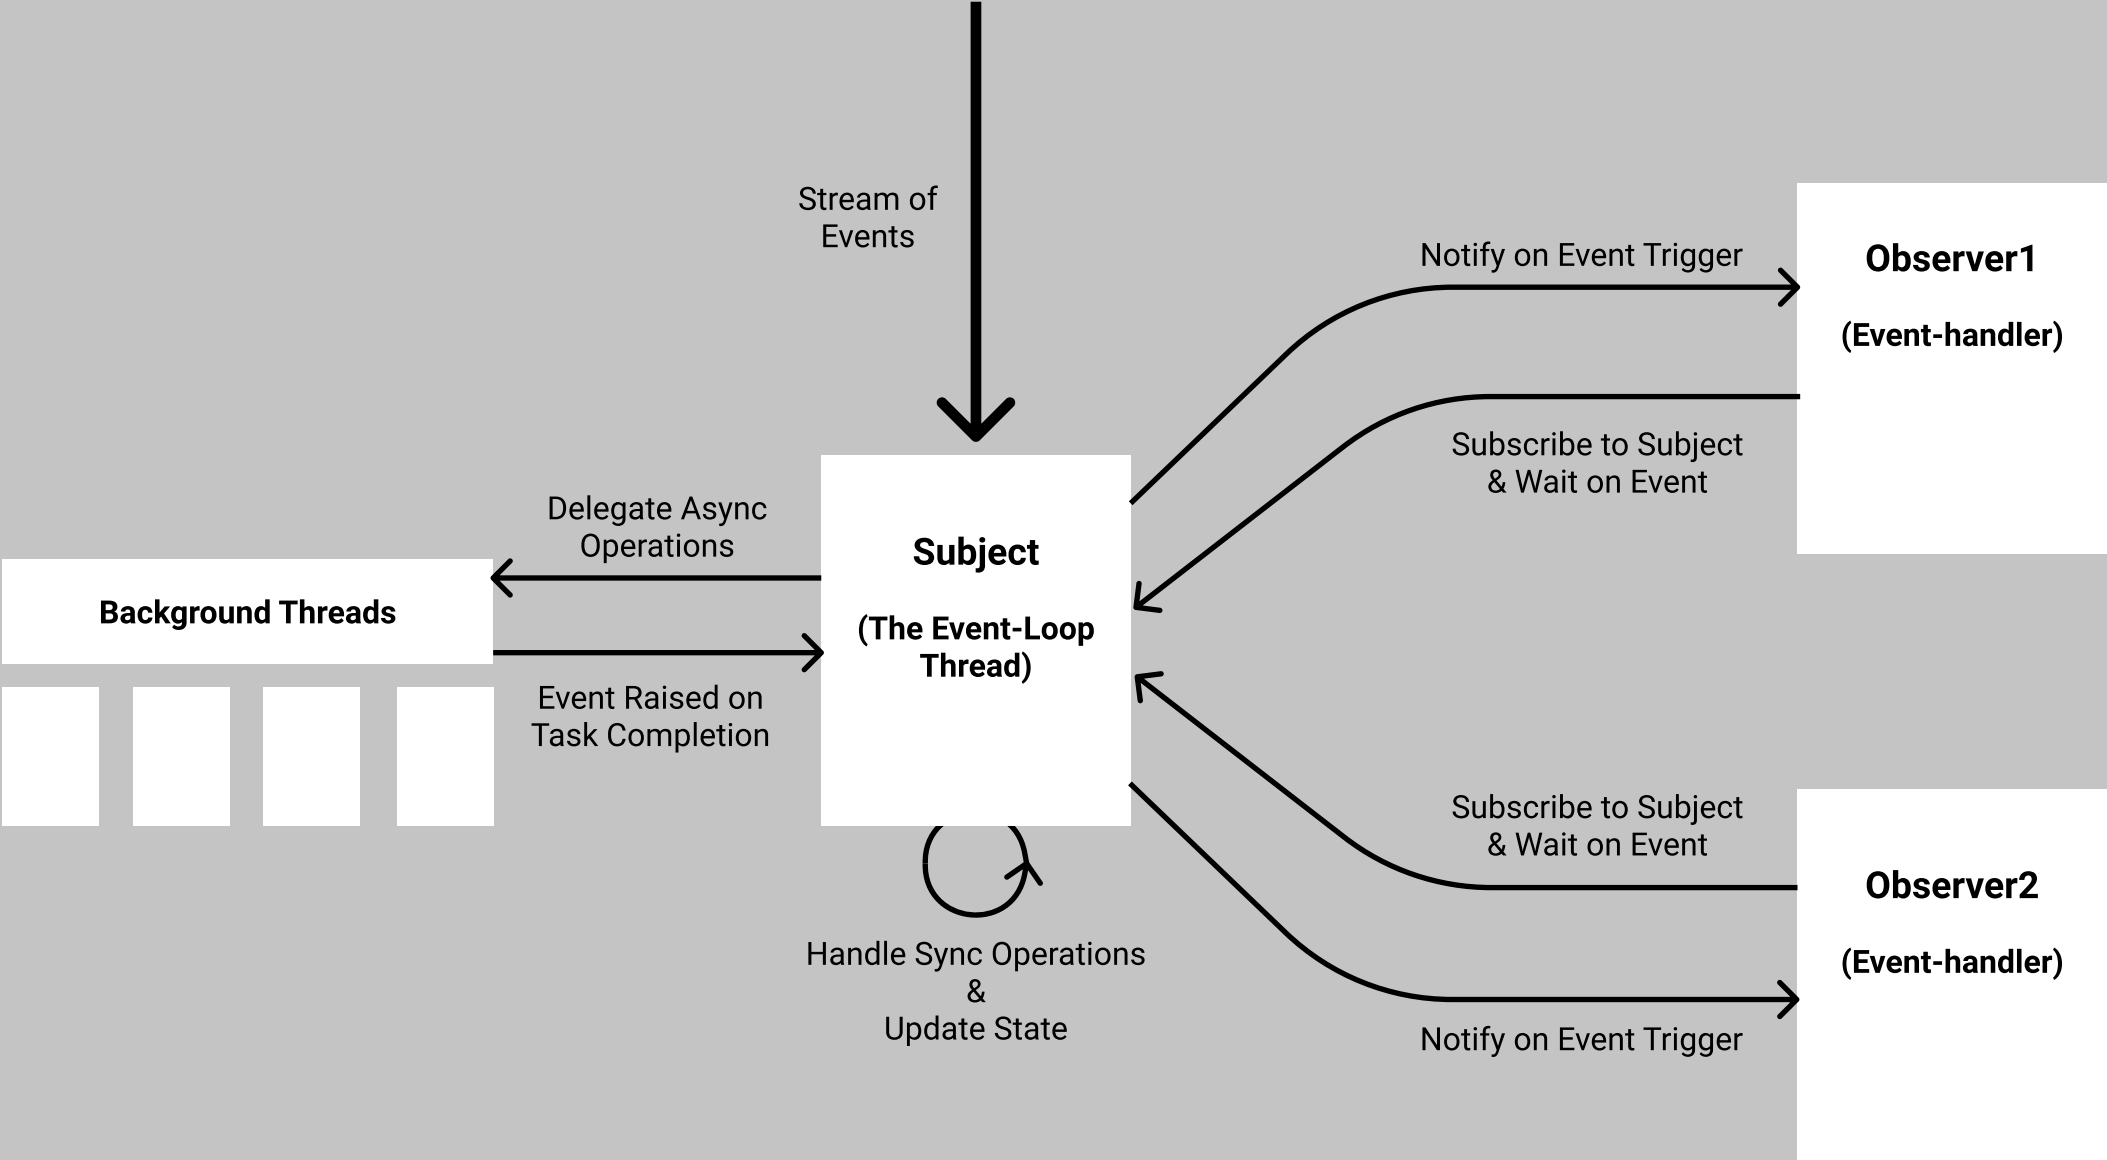 Stream of
Events
Notify on Event Trigger
Observer1
(Event-handler)
Subscribe to Subject
& Wait on Event
Delegate Async
Operations
Subject
(The Event-Loop
Thread)
Background Threads
Event Raised on
Task Completion
Subscribe to Subject
& Wait on Event
Observer2
(Event-handler)
Handle Sync Operations
&
Update State
Notify on Event Trigger